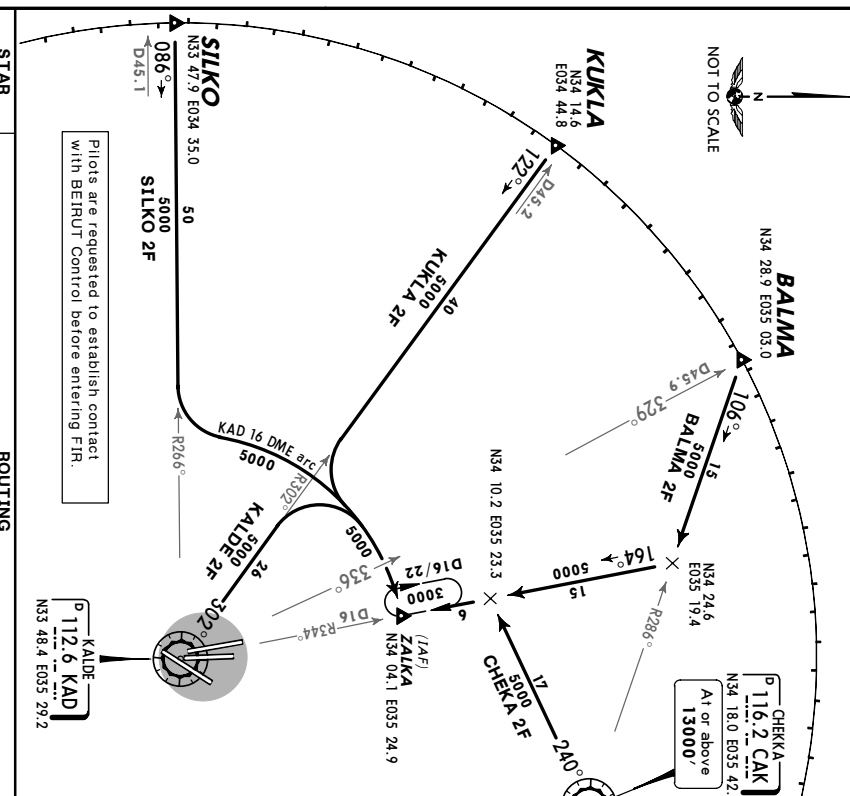 NOT TO SCALE
N
SILKO
N33 47.9 E034 35.0
D45.1
086°
50
5000
SILKO 2F
KUKLA
N34 14.6
E034 44.8
122°
D45.2
40
5000
KUKLA 2F
BALMA
N34 28.9 E035 03.0
D45.9
329°
106°
15
5000
BALMA 2F
N34 24.6
E035 19.4
164°
5000
15
R286°
N34 10.2 E035 23.3
CHEKKA
D 116.2 CAK
N34 18.0 E035 42.
At or above
13000'
240°
17
5000
CHEKA 2F
6
D16/22
3000
(IAF)
ZALKA
N34 04.1 E035 24.9
D16 R344°
336°
KAD 16 DME arc
5000
5000
R266°
R302°
26
5000
KALDE 2F
302°
KALDE
D 112.6 KAD
N33 48.4 E035 29.2
Pilots are requested to establish contact
with BEIRUT Control before entering FIR.
STAR
ROUTING